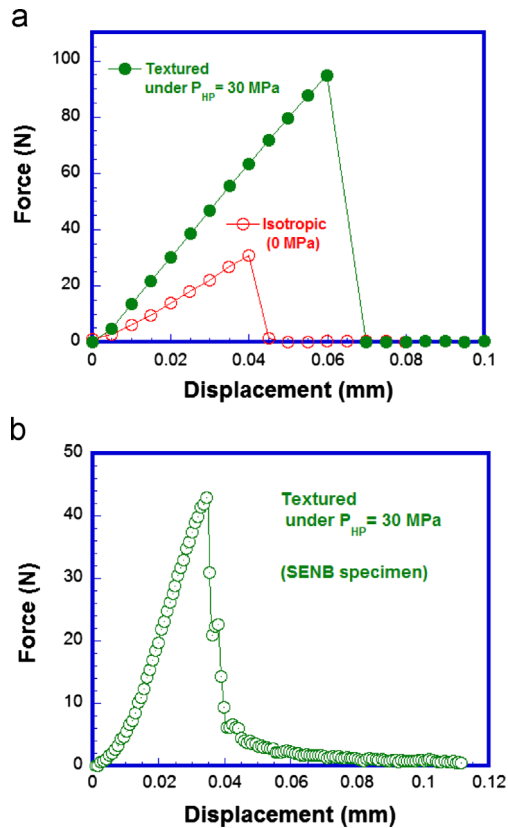 a
100
80
60
40
20
0
Force (N)
Textured
under P_HP = 30 MPa
Isotropic
(0 MPa)
0 0.02 0.04 0.06 0.08 0.1
Displacement (mm)
b
50
40
30
20
10
0
Force (N)
Textured
under P_HP = 30 MPa
(SENB specimen)
0 0.02 0.04 0.06 0.08 0.1 0.12
Displacement (mm)